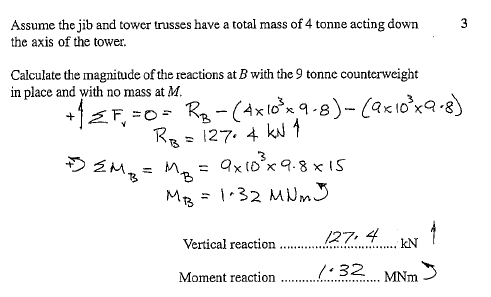 Assume the jib and tower trusses have a total mass of 4 tonne acting down 3
the axis of the tower.
Calculate the magnitude of the reactions at B with the 9 tonne counterweight
in place and with no mass at M.
+↑ ΣFᵥ = 0 = R_B - (4×10³×9.8) - (9×10³×9.8)
R_B = 127.4 kN ↑
+↻ ΣM_B = M_B = 9×10³×9.8×15
M_B = 1.32 MNm ↺
Vertical reaction .....127.4..... kN ↑
Moment reaction .....1.32..... MNm ↺